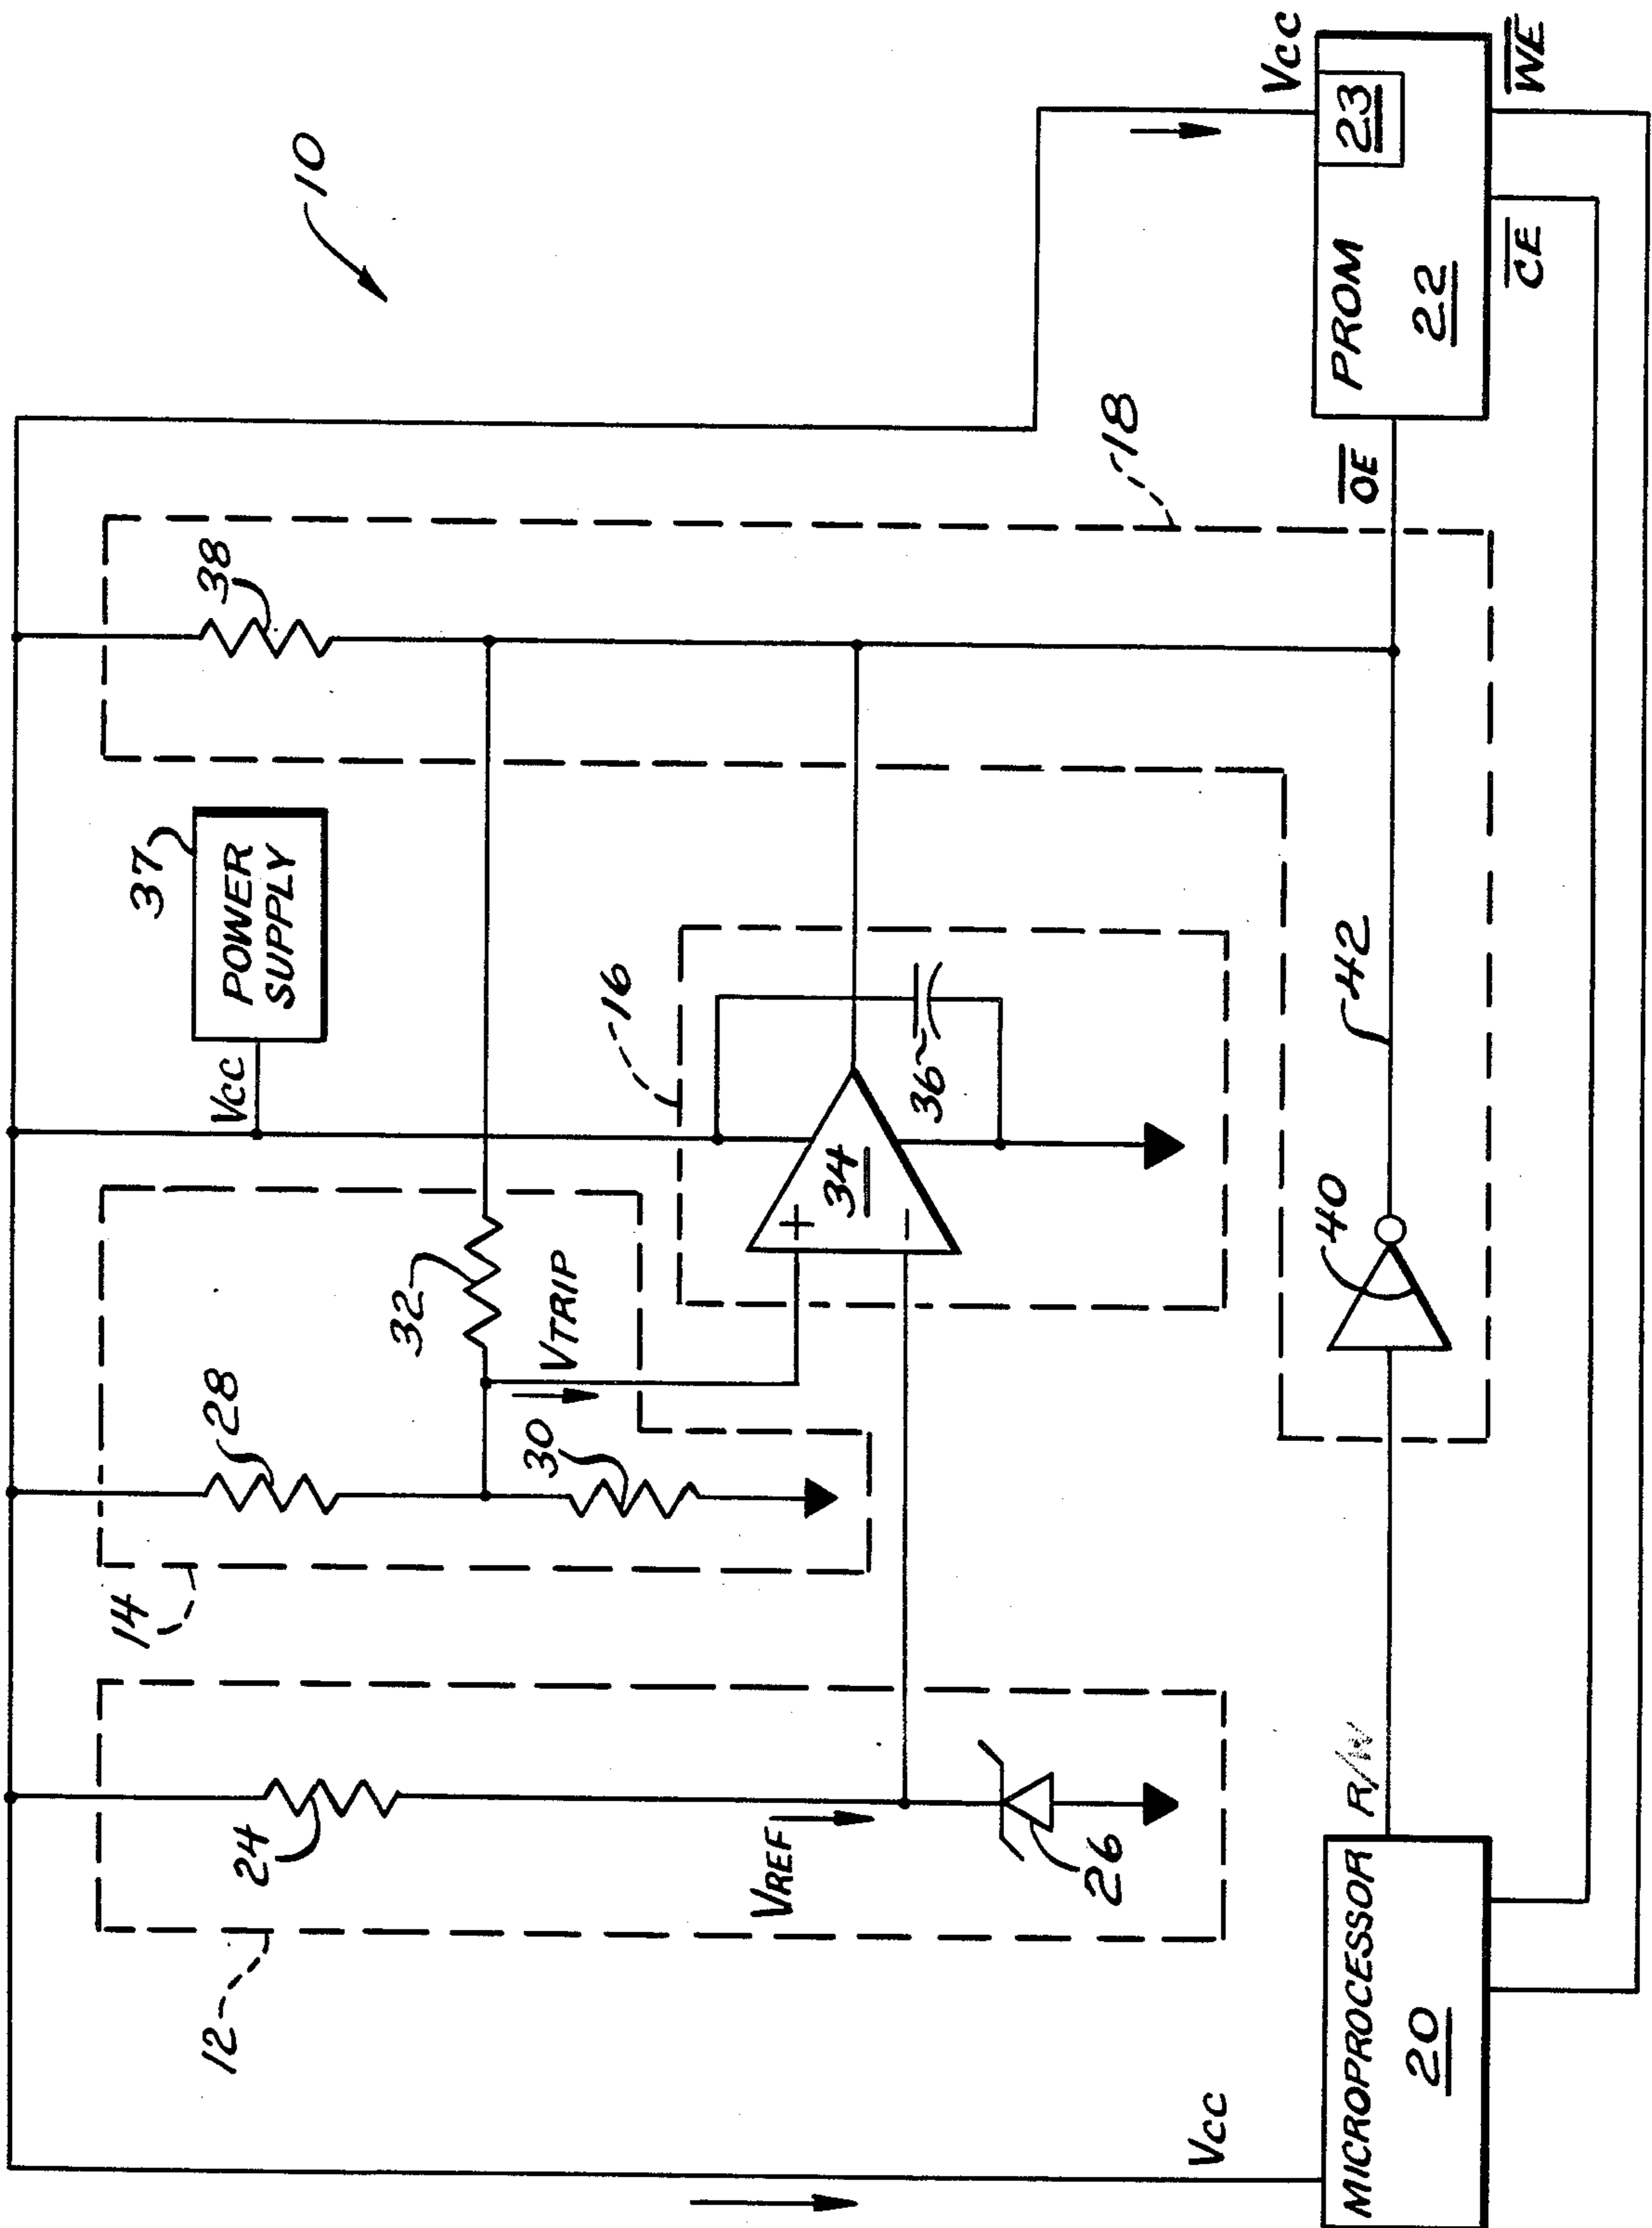 10
37
POWER
SUPPLY
Vcc
38
14
28
32
VTRIP
30
16
34
+
−
36
12
24
VREF
26
18
40
42
Vcc
MICROPROCESSOR
20
R/W
OE
Vcc
PROM
23
22
CE
WE